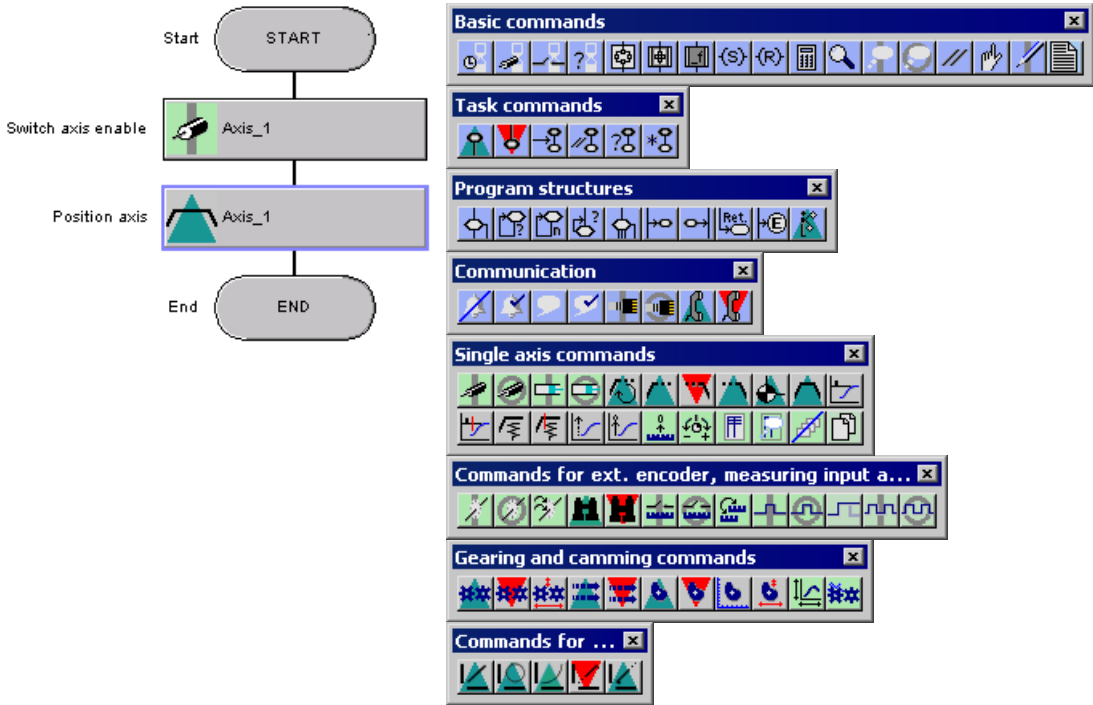 Start
START
Switch axis enable
Axis_1
Position axis
Axis_1
End
END
Basic commands
?
(S)
(R)
Task commands
?
*
Program structures
?
n
?
Ret.
E
Communication
Single axis commands
Commands for ext. encoder, measuring input a...
Gearing and camming commands
Commands for ...